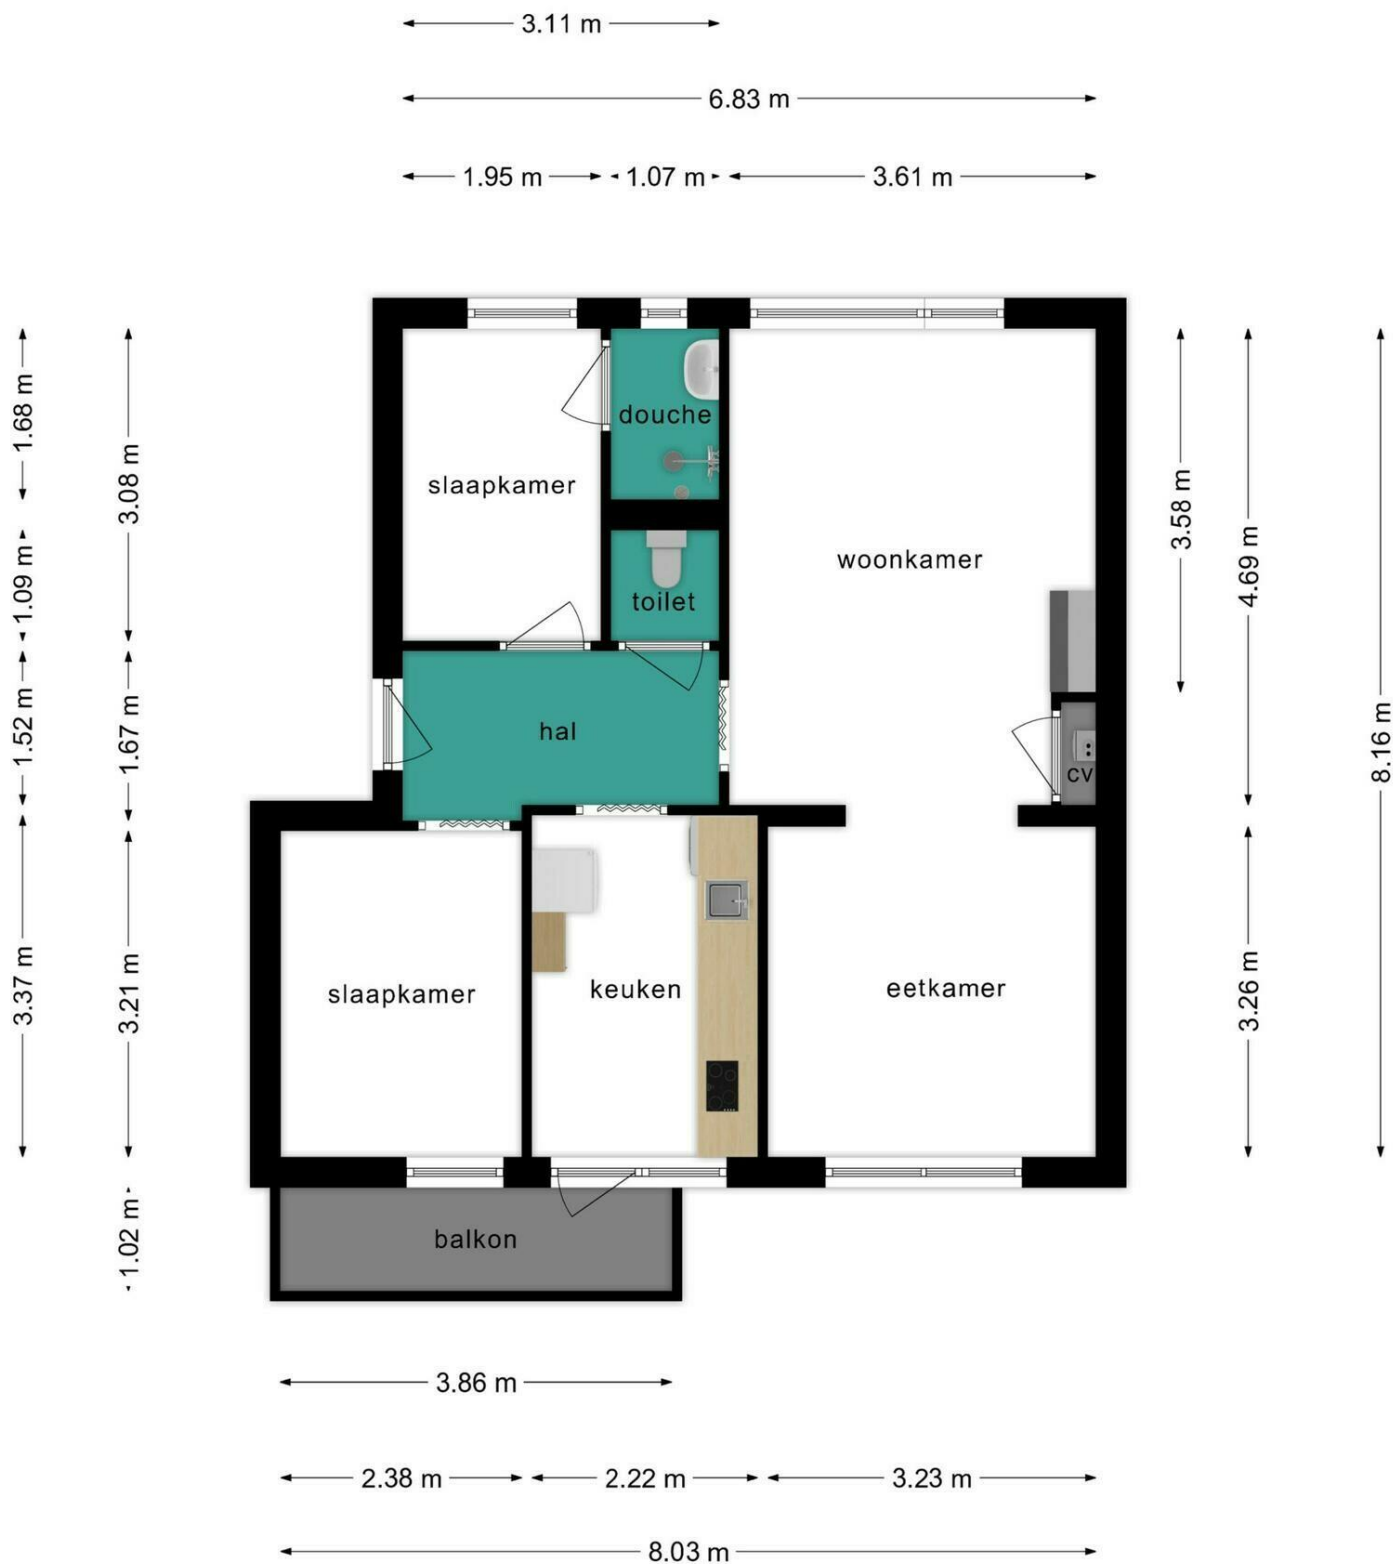 3.11 m
6.83 m
1.95 m
1.07 m
3.61 m
1.68 m
1.09 m
1.52 m
3.37 m
3.08 m
1.67 m
3.21 m
1.02 m
douche
slaapkamer
woonkamer
toilet
hal
cv
slaapkamer
keuken
eetkamer
balkon
3.58 m
4.69 m
3.26 m
8.16 m
3.86 m
2.38 m
2.22 m
3.23 m
8.03 m